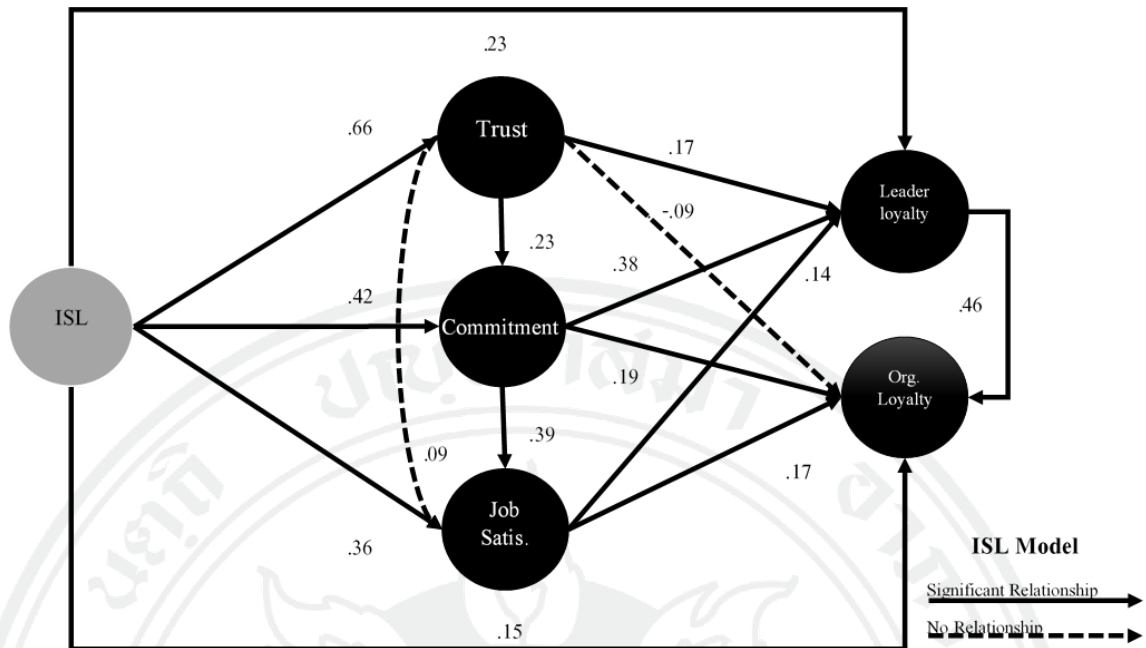 .23
Trust
.66
.17
Leader
loyalty
-.09
.23
.38
.14
ISL
.42
Commitment
.46
.19
Org.
Loyalty
.39
.09
.17
Job
Satis.
.36
ISL Model
Significant Relationship
.15
No Relationship